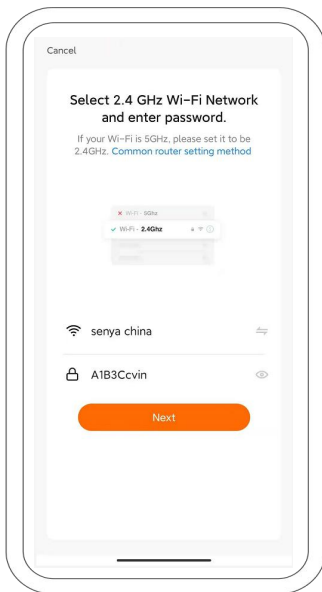 Cancel
Select 2.4 GHz Wi-Fi Network
and enter password.
If your Wi-Fi is 5GHz, please set it to be
2.4GHz. Common router setting method
Wi-Fi - 5Ghz
Wi-Fi - 2.4Ghz
senya china
A1B3Ccvin
Next